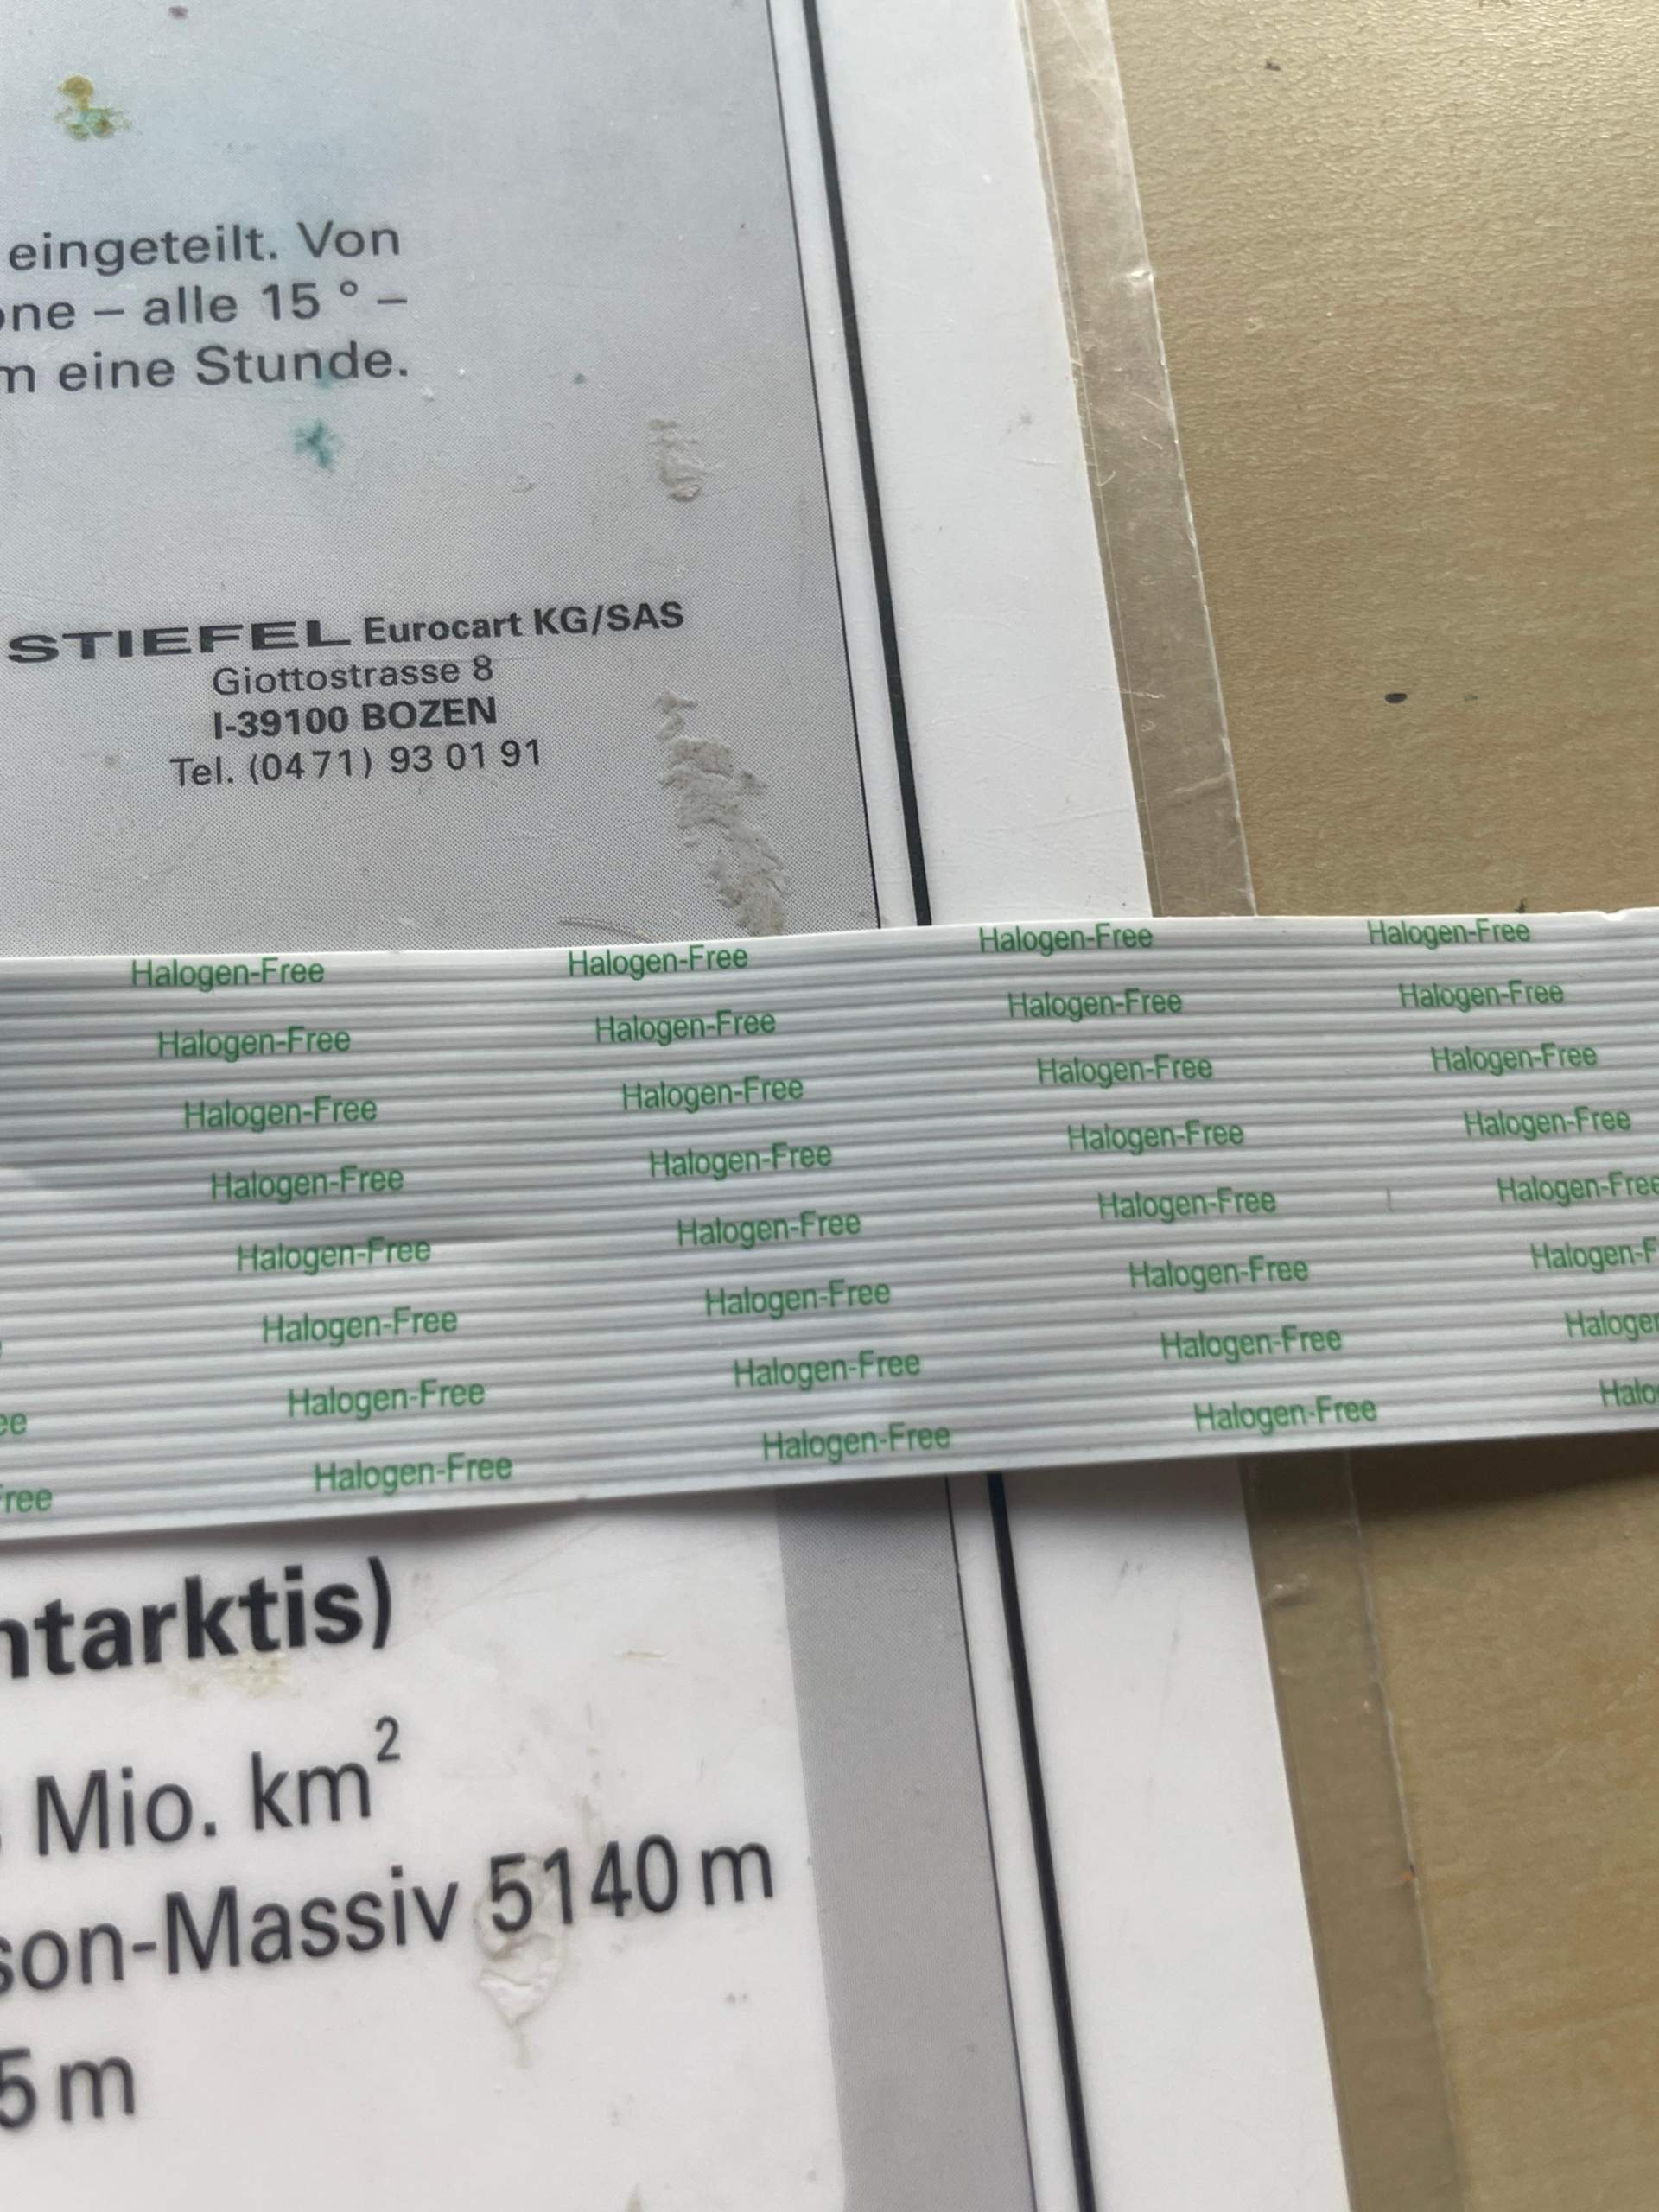 eingeteilt. Von
– alle 15 ° –
eine Stunde.
STIEFEL Eurocart KG/SAS
Giottostrasse 8
I-39100 BOZEN
Tel. (04 71) 93 01 91
Halogen-Free Halogen-Free Halogen-Free Halogen-Free
Halogen-Free Halogen-Free Halogen-Free Halogen-Free
Halogen-Free Halogen-Free Halogen-Free Halogen-Free
Halogen-Free Halogen-Free Halogen-Free Halogen-Free
Halogen-Free Halogen-Free Halogen-Free Halogen-Free
Halogen-Free Halogen-Free Halogen-Free Halogen-F
Halogen-Free Halogen-Free Halogen-Free Haloge
Free Halogen-Free Halogen-Free Halogen-Free Halo
ntarktis)
Mio. km²
son-Massiv 5140 m
5 m